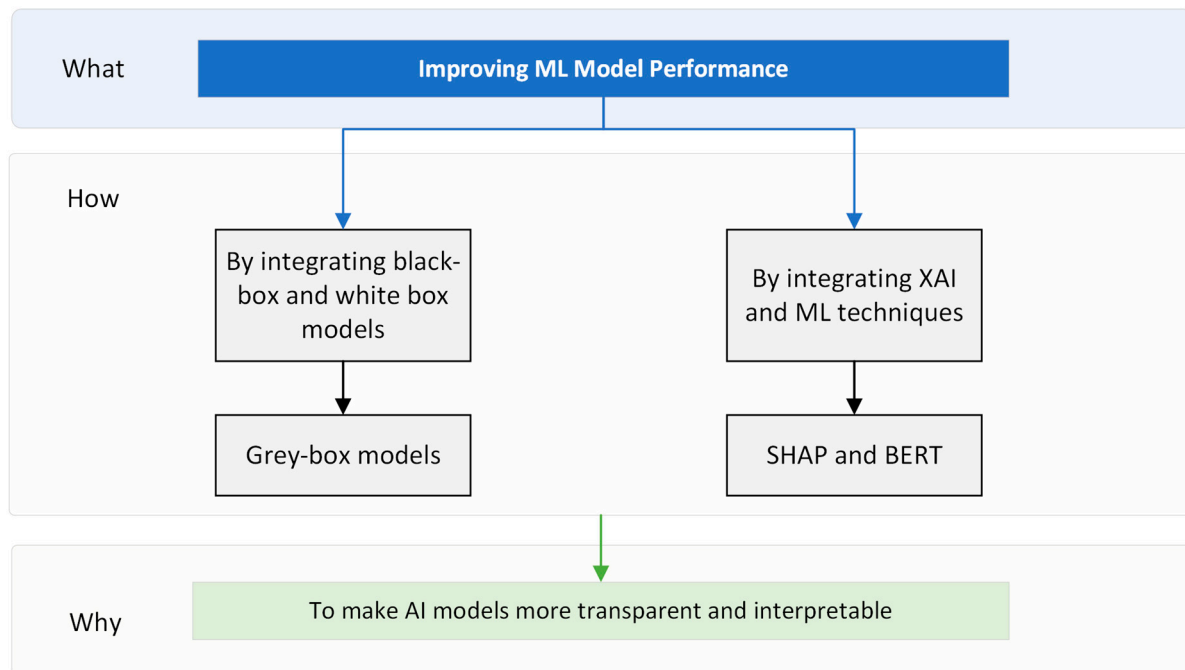 What
Improving ML Model Performance
How
By integrating black-
box and white box
models
By integrating XAI
and ML techniques
Grey-box models
SHAP and BERT
Why
To make AI models more transparent and interpretable